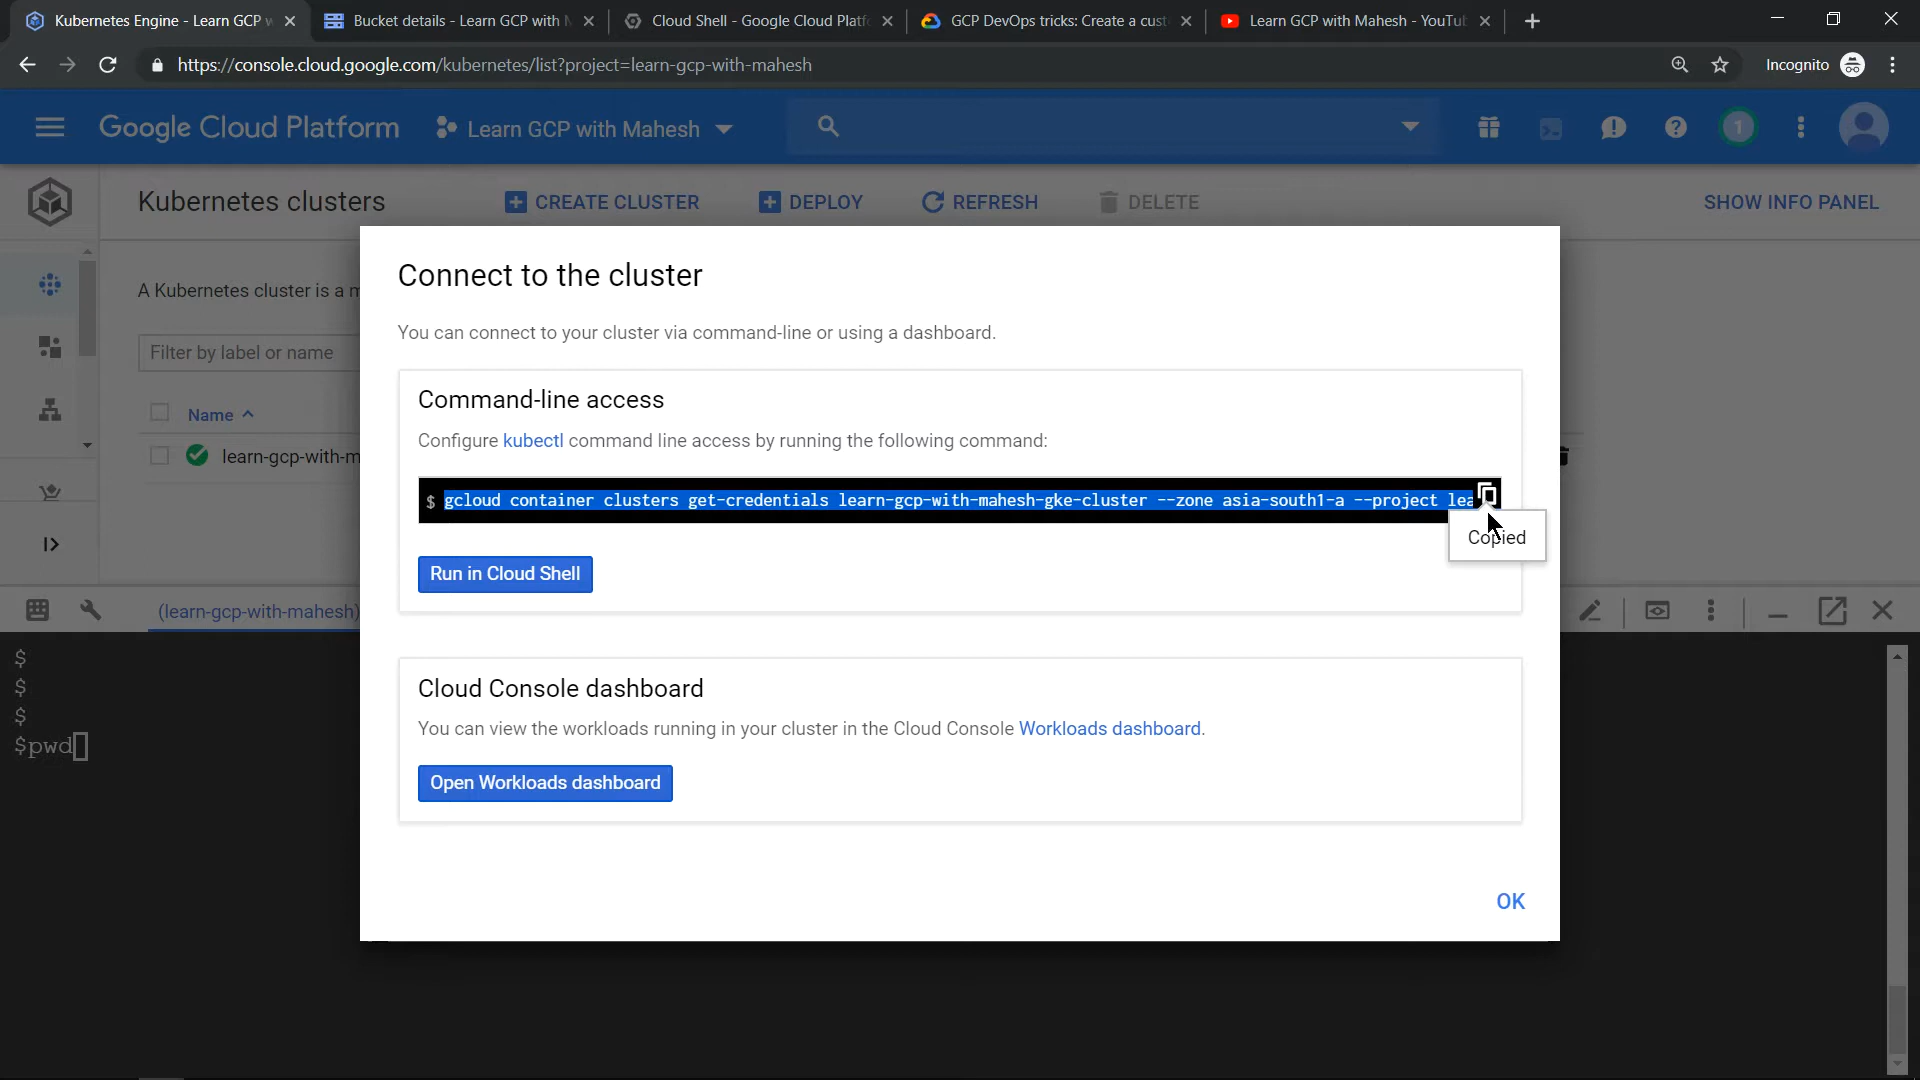 Kubernetes Engine - Learn GCP w
Bucket details - Learn GCP with M
Cloud Shell - Google Cloud Platfo
GCP DevOps tricks: Create a cust
Learn GCP with Mahesh - YouTu
https://console.cloud.google.com/kubernetes/list?project=learn-gcp-with-mahesh
Incognito
Google Cloud Platform
Learn GCP with Mahesh
1
Kubernetes clusters
CREATE CLUSTER
DEPLOY
REFRESH
DELETE
SHOW INFO PANEL
A Kubernetes cluster is a m
Filter by label or name
Name
learn-gcp-with-m
Connect to the cluster
You can connect to your cluster via command-line or using a dashboard.
Command-line access
Configure kubectl command line access by running the following command:
$ gcloud container clusters get-credentials learn-gcp-with-mahesh-gke-cluster --zone asia-south1-a --project lea
Copied
Run in Cloud Shell
Cloud Console dashboard
You can view the workloads running in your cluster in the Cloud Console Workloads dashboard.
Open Workloads dashboard
OK
(learn-gcp-with-mahesh)
$
$
$
$pwd